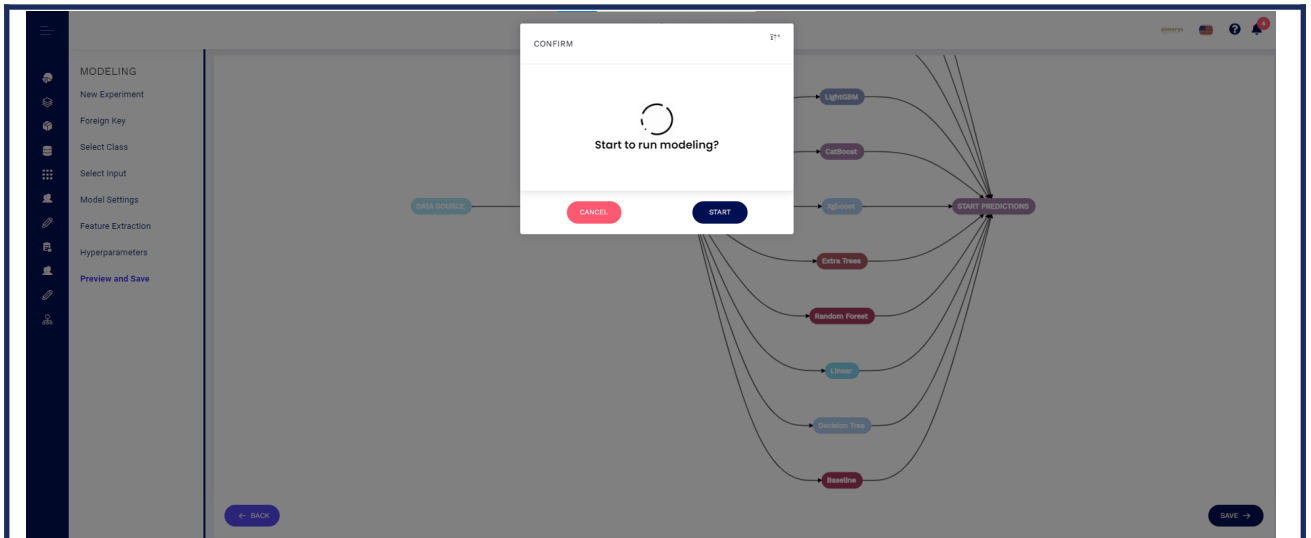 CONFIRM
Start to run modeling?
CANCEL
START
almerys
4
MODELING
New Experiment
Foreign Key
Select Class
Select Input
Model Settings
Feature Extraction
Hyperparameters
Preview and Save
LightGBM
CatBoost
DATA SOURCE
Xgboost
START PREDICTIONS
Extra Trees
Random Forest
Linear
Decision Tree
Baseline
← BACK
SAVE →